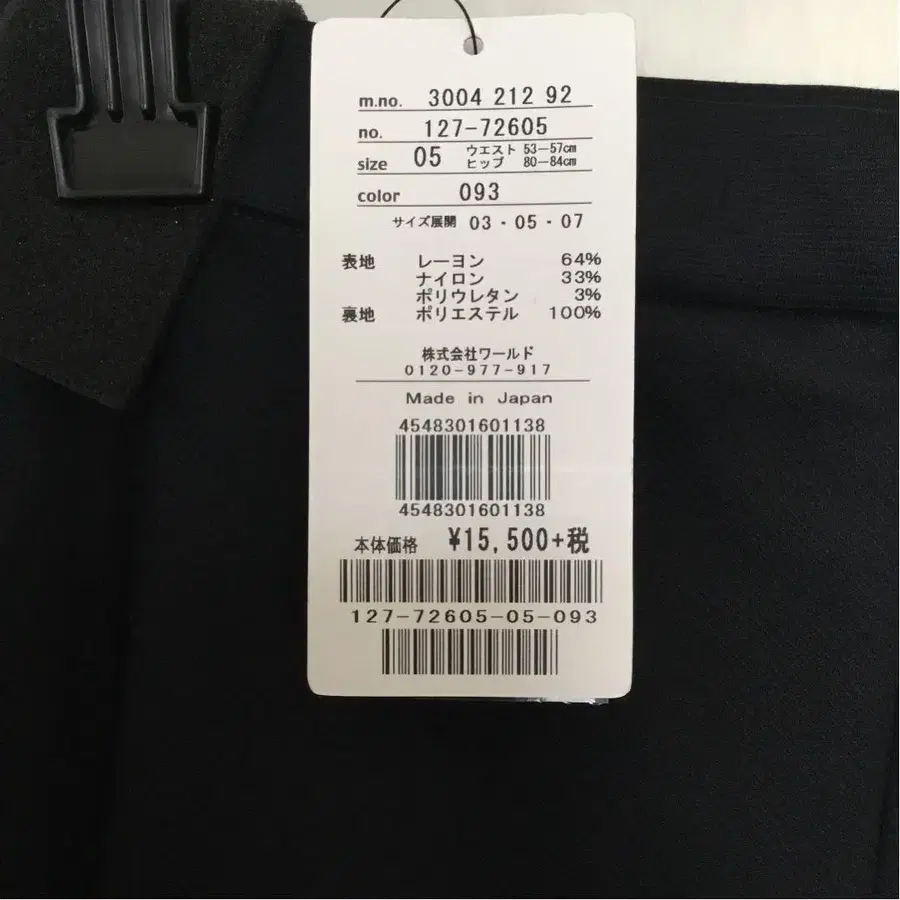 m.no. 3004 212 92
no. 127-72605
size 05 ウエスト 53-57㎝
ヒップ 80-84㎝
color 093
サイズ展開 03・05・07
表地 レーヨン 64%
ナイロン 33%
ポリウレタン 3%
裏地 ポリエステル 100%
株式会社ワールド
0120-977-917
Made in Japan
4548301601138
4548301601138
本体価格 ¥15,500+税
127-72605-05-093